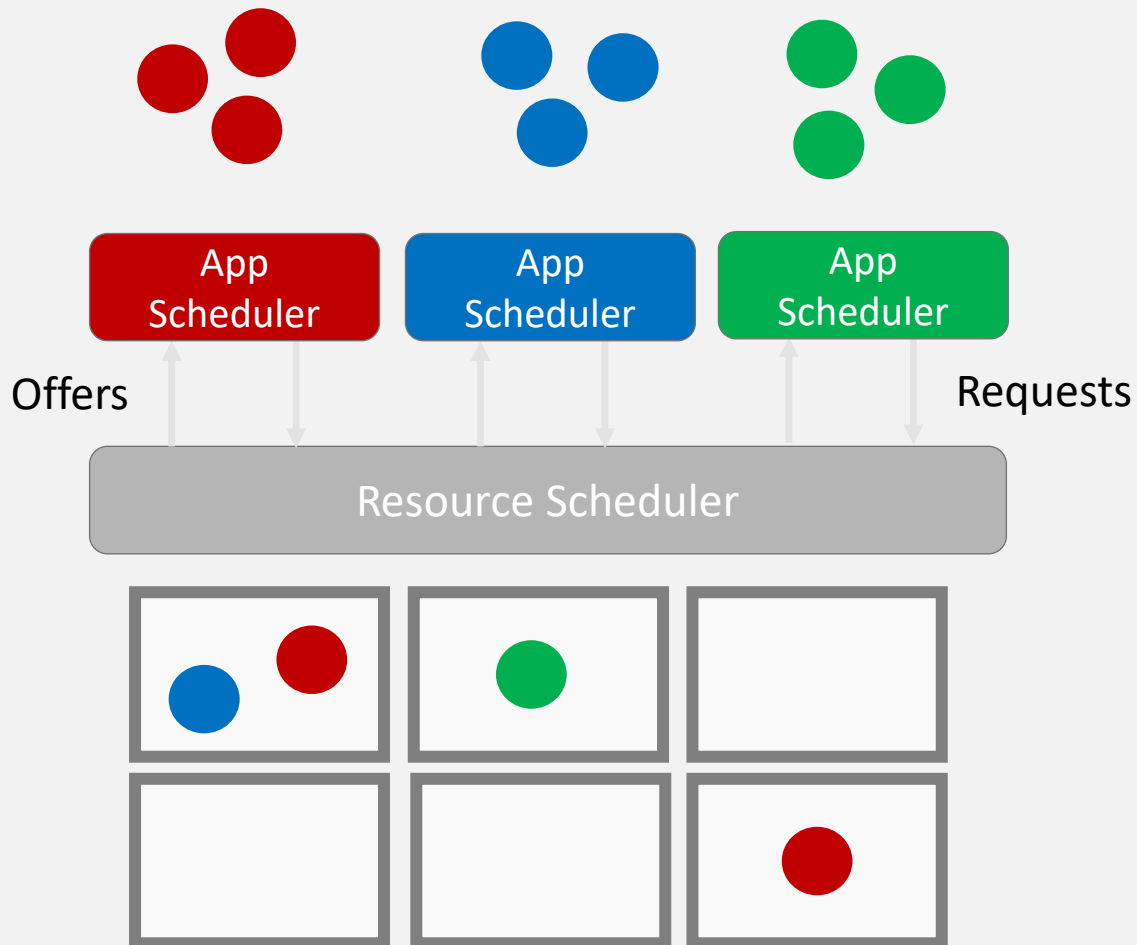 App
Scheduler
App
Scheduler
App
Scheduler
Offers
Requests
Resource Scheduler